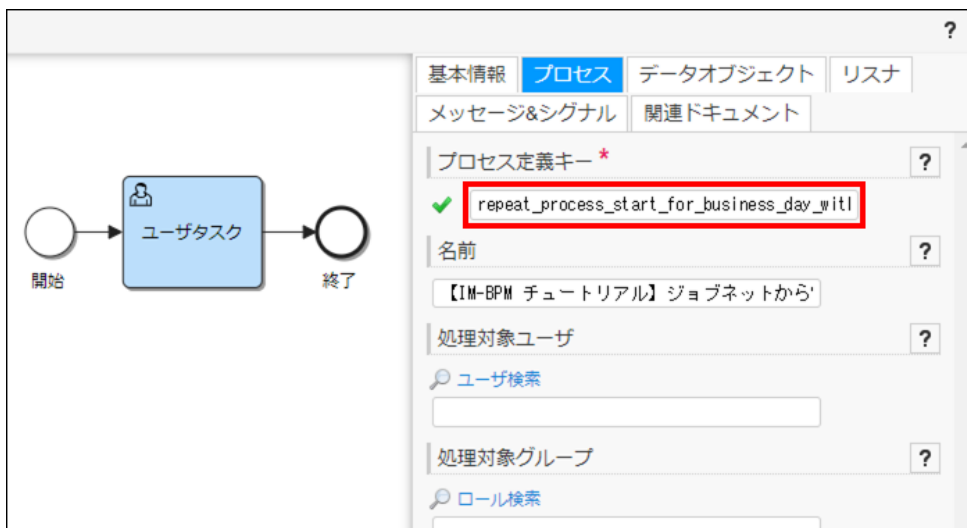 ?
基本情報 プロセス データオブジェクト リスナ
メッセージ&シグナル 関連ドキュメント
プロセス定義キー * ?
repeat_process_start_for_business_day_witl
名前 ?
【IM-BPM チュートリアル】ジョブネットから
処理対象ユーザ ?
ユーザ検索
処理対象グループ ?
ロール検索
ユーザタスク
開始
終了